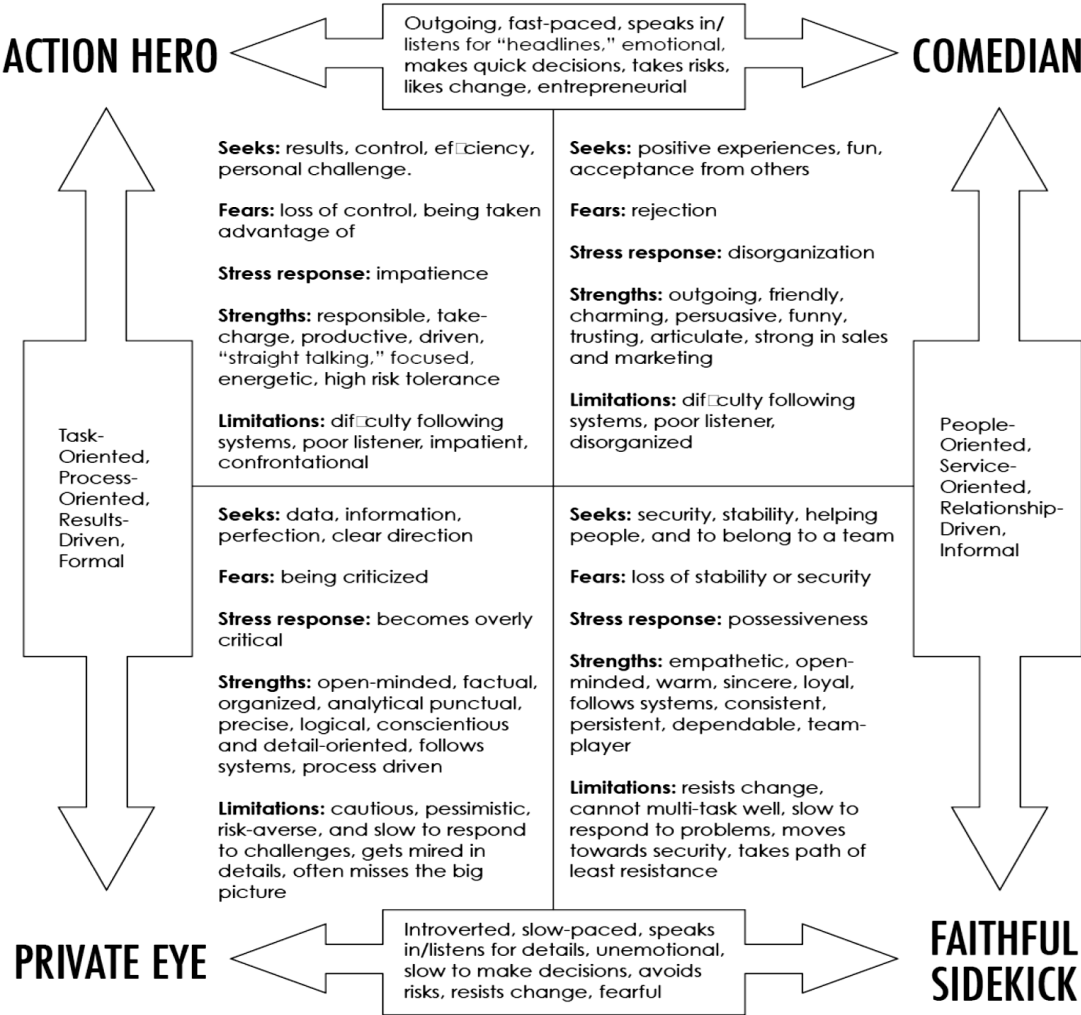 Outgoing, fast-paced, speaks in/
listens for “headlines,” emotional,
makes quick decisions, takes risks,
likes change, entrepreneurial
ACTION HERO
COMEDIAN
Seeks: results, control, ef□ciency,
personal challenge.
Fears: loss of control, being taken
advantage of
Stress response: impatience
Strengths: responsible, take-
charge, productive, driven,
“straight talking,” focused,
energetic, high risk tolerance
Limitations: dif□culty following
systems, poor listener, impatient,
confrontational
Seeks: positive experiences, fun,
acceptance from others
Fears: rejection
Stress response: disorganization
Strengths: outgoing, friendly,
charming, persuasive, funny,
trusting, articulate, strong in sales
and marketing
Limitations: dif□culty following
systems, poor listener,
disorganized
Task-
Oriented,
Process-
Oriented,
Results-
Driven,
Formal
People-
Oriented,
Service-
Oriented,
Relationship-
Driven,
Informal
Seeks: data, information,
perfection, clear direction
Fears: being criticized
Stress response: becomes overly
critical
Strengths: open-minded, factual,
organized, analytical punctual,
precise, logical, conscientious
and detail-oriented, follows
systems, process driven
Limitations: cautious, pessimistic,
risk-averse, and slow to respond
to challenges, gets mired in
details, often misses the big
picture
Seeks: security, stability, helping
people, and to belong to a team
Fears: loss of stability or security
Stress response: possessiveness
Strengths: empathetic, open-
minded, warm, sincere, loyal,
follows systems, consistent,
persistent, dependable, team-
player
Limitations: resists change,
cannot multi-task well, slow to
respond to problems, moves
towards security, takes path of
least resistance
PRIVATE EYE
Introverted, slow-paced, speaks
in/listens for details, unemotional,
slow to make decisions, avoids
risks, resists change, fearful
FAITHFUL
SIDEKICK